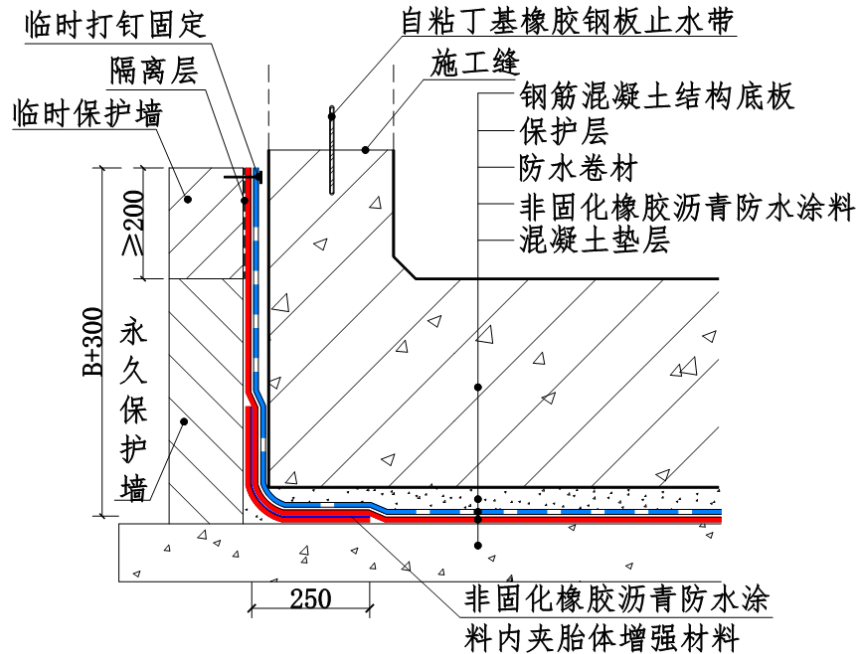 临时打钉固定
隔离层
临时保护墙
自粘丁基橡胶钢板止水带
施工缝
钢筋混凝土结构底板
保护层
防水卷材
非固化橡胶沥青防水涂料
混凝土垫层
≥200
B+300
永久保护墙
250
非固化橡胶沥青防水涂
料内夹胎体增强材料